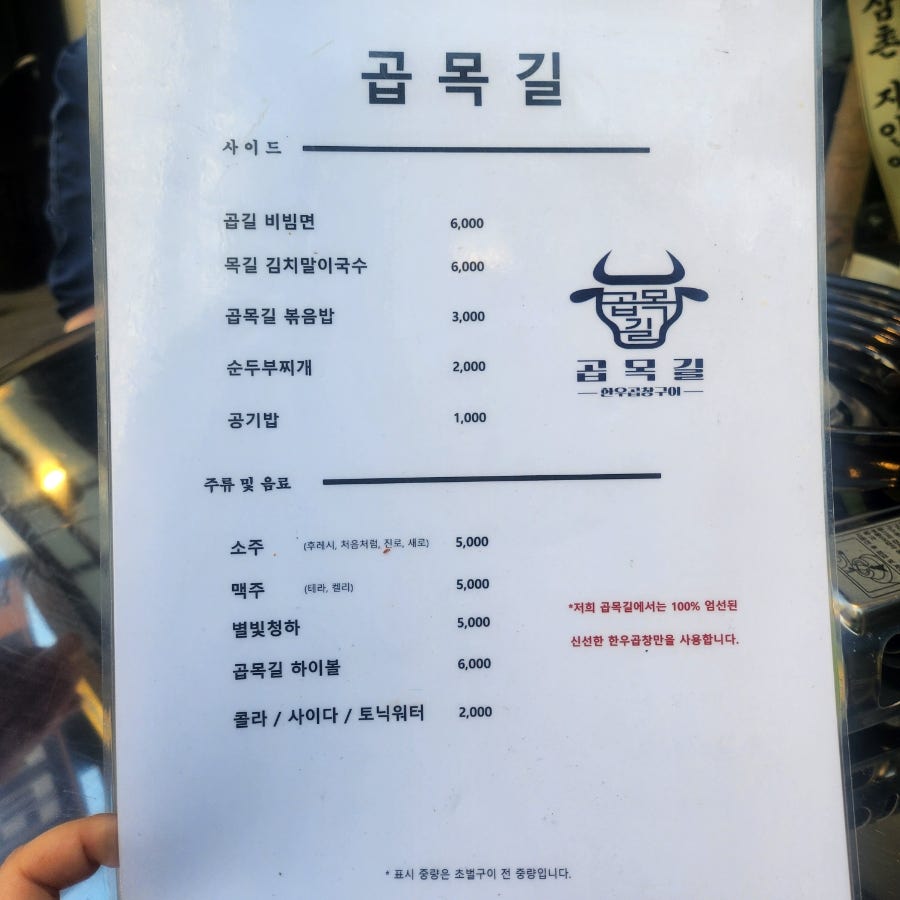 곱목길
사이드
곱길 비빔면 6,000
목길 김치말이국수 6,000
곱목길 볶음밥 3,000
순두부찌개 2,000
공기밥 1,000
곱목
길
곱목길
한우곱창구이
주류 및 음료
소주 (후레시, 처음처럼, 진로, 새로) 5,000
맥주 (테라, 켈리) 5,000
별빛청하 5,000
곱목길 하이볼 6,000
콜라 / 사이다 / 토닉워터 2,000
*저희 곱목길에서는 100% 엄선된
신선한 한우곱창만을 사용합니다.
* 표시 중량은 초벌구이 전 중량입니다.
삼촌